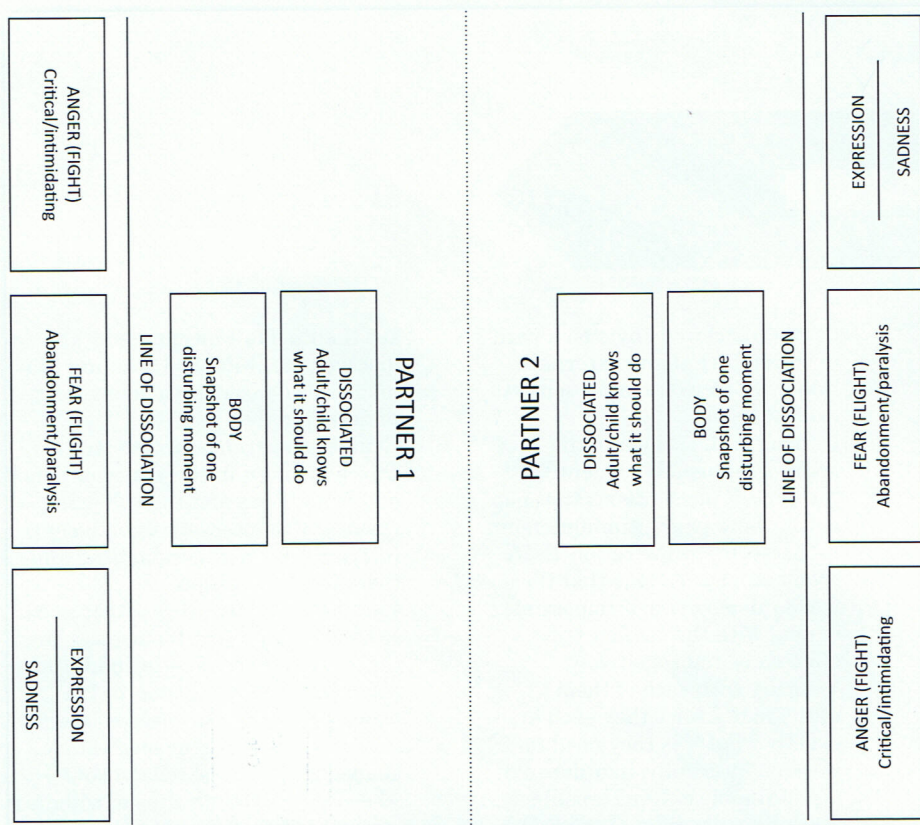 PARTNER 1
DISSOCIATED
Adult/child knows
what it should do
BODY
Snapshot of one
disturbing moment
LINE OF DISSOCIATION
ANGER (FIGHT)
Critical/intimidating
FEAR (FLIGHT)
Abandonment/paralysis
EXPRESSION
SADNESS
PARTNER 2
DISSOCIATED
Adult/child knows
what it should do
BODY
Snapshot of one
disturbing moment
LINE OF DISSOCIATION
ANGER (FIGHT)
Critical/intimidating
FEAR (FLIGHT)
Abandonment/paralysis
EXPRESSION
SADNESS